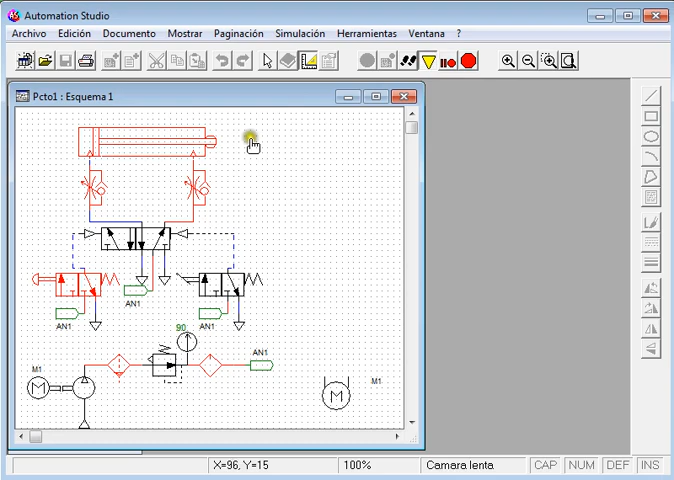 Automation Studio
Archivo Edición Documento Mostrar Paginación Simulación Herramientas Ventana ?
Pcto1 : Esquema 1
AN1
AN1
AN1
90
AN1
M1
M
M1
M
X=96, Y=15 100% Camara lenta CAP NUM DEF INS